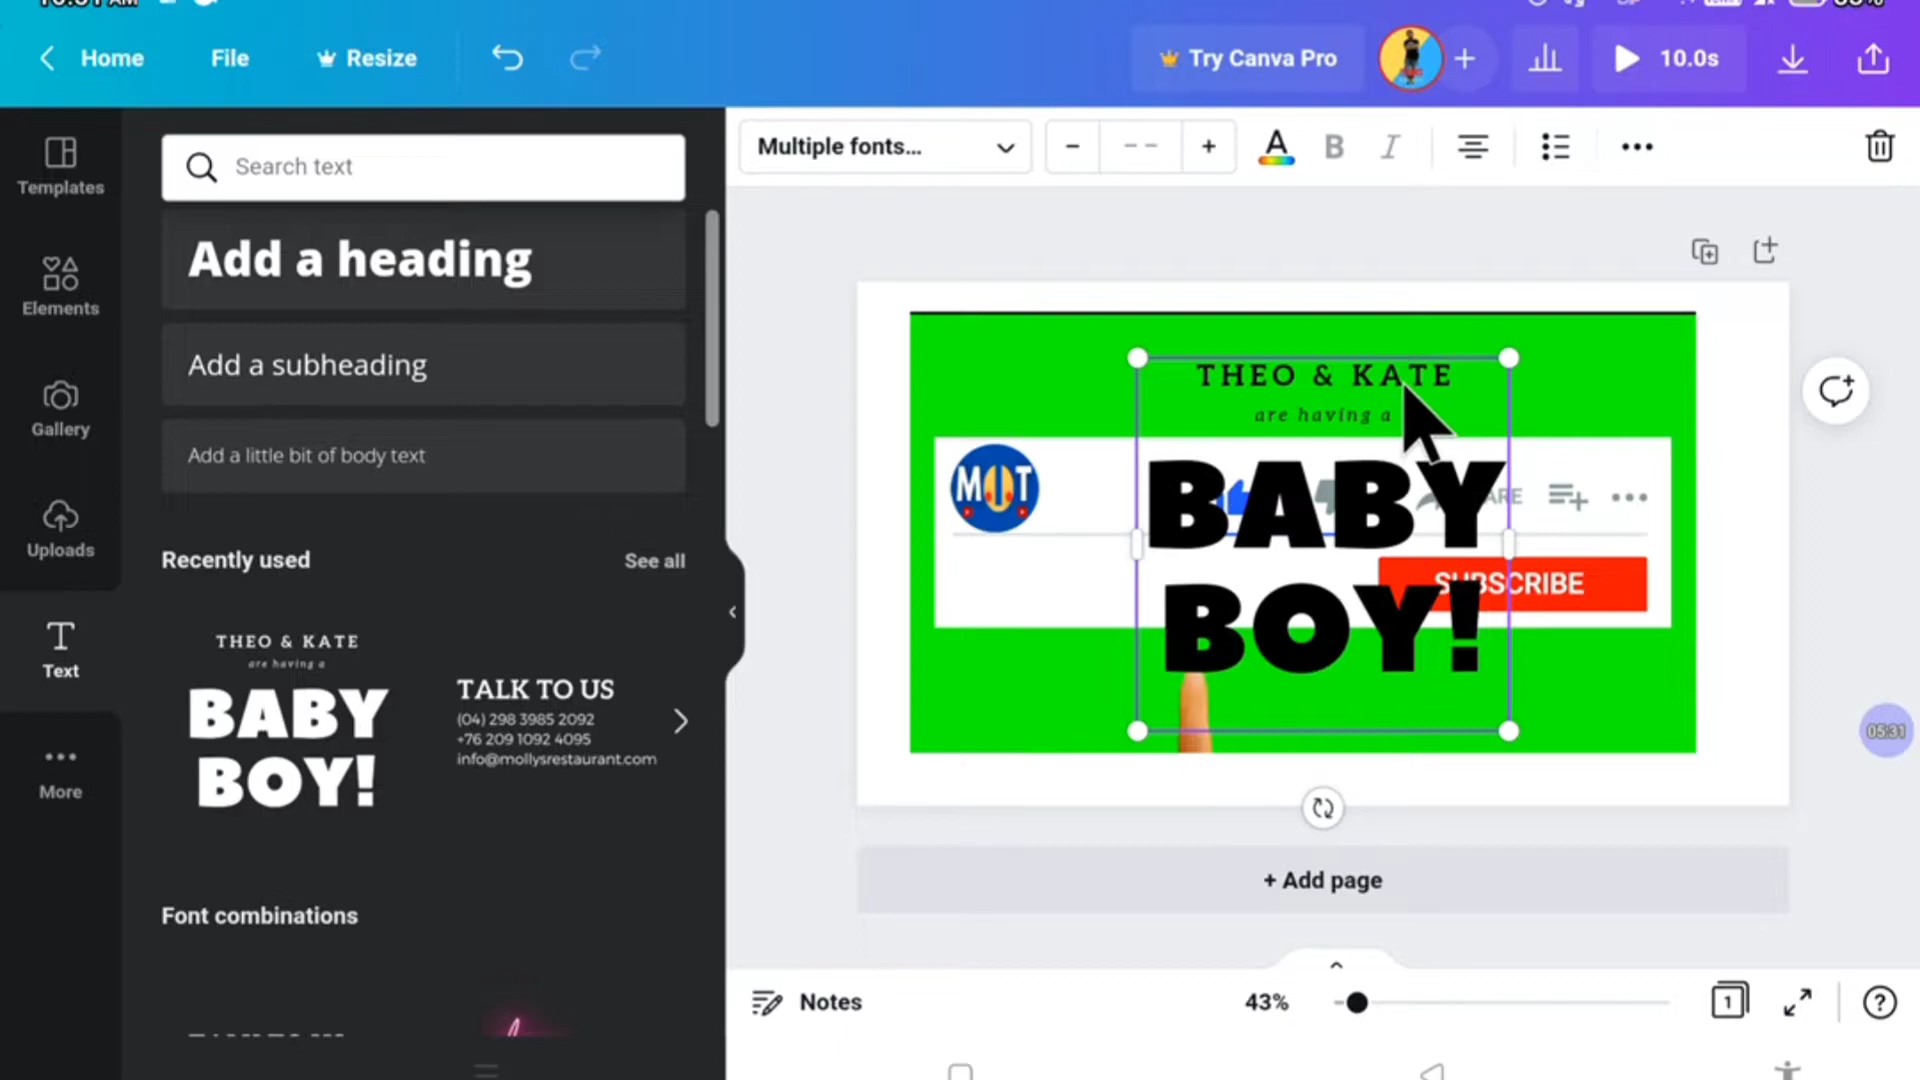 Home
File
Resize
Try Canva Pro
10.0s
Templates
Elements
Gallery
Uploads
Text
More
Search text
Add a heading
Add a subheading
Add a little bit of body text
Recently used
See all
THEO & KATE
are having a
BABY
BOY!
TALK TO US
(04) 298 3985 2092
+76 209 1092 4095
info@mollysrestaurant.com
Font combinations
Multiple fonts...
A
B
I
THEO & KATE
are having a
BABY
BOY!
SUBSCRIBE
+ Add page
05:31
Notes
43%
1
?